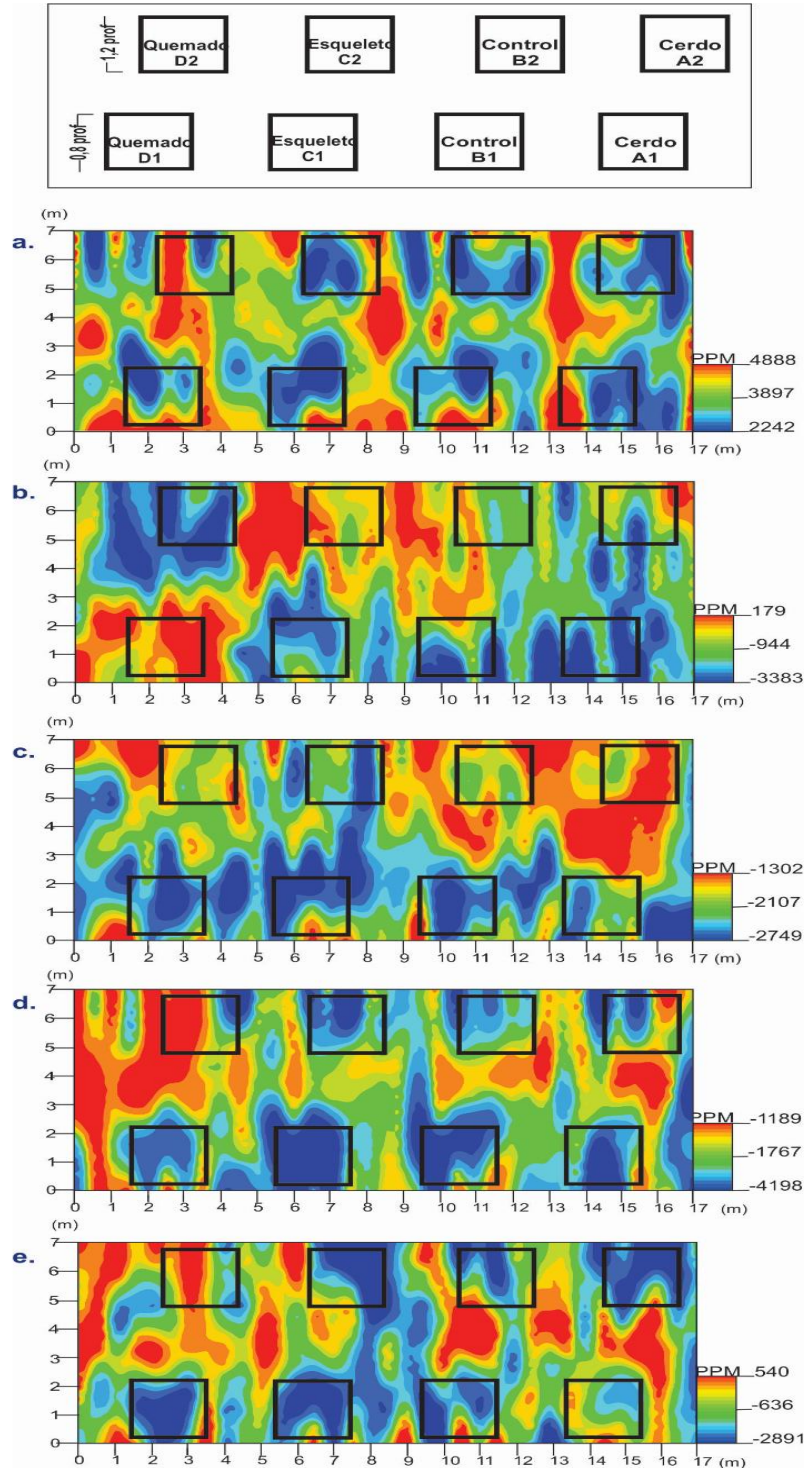 1,2 prof
Quemado
D2
Esqueleto
C2
Control
B2
Cerdo
A2
0,8 prof
Quemado
D1
Esqueleto
C1
Control
B1
Cerdo
A1
(m)
a.
7
6
5
4
3
2
1
0
PPM
4888
3897
2242
0 1 2 3 4 5 6 7 8 9 10 11 12 13 14 15 16 17 (m)
(m)
b.
7
6
5
4
3
2
1
0
PPM
179
-944
-3383
0 1 2 3 4 5 6 7 8 9 10 11 12 13 14 15 16 17 (m)
(m)
c.
7
6
5
4
3
2
1
0
PPM
-1302
-2107
-2749
0 1 2 3 4 5 6 7 8 9 10 11 12 13 14 15 16 17 (m)
(m)
d.
7
6
5
4
3
2
1
0
PPM
-1189
-1767
-4198
0 1 2 3 4 5 6 7 8 9 10 11 12 13 14 15 16 17 (m)
(m)
e.
7
6
5
4
3
2
1
0
PPM
540
-636
-2891
0 1 2 3 4 5 6 7 8 9 10 11 12 13 14 15 16 17 (m)